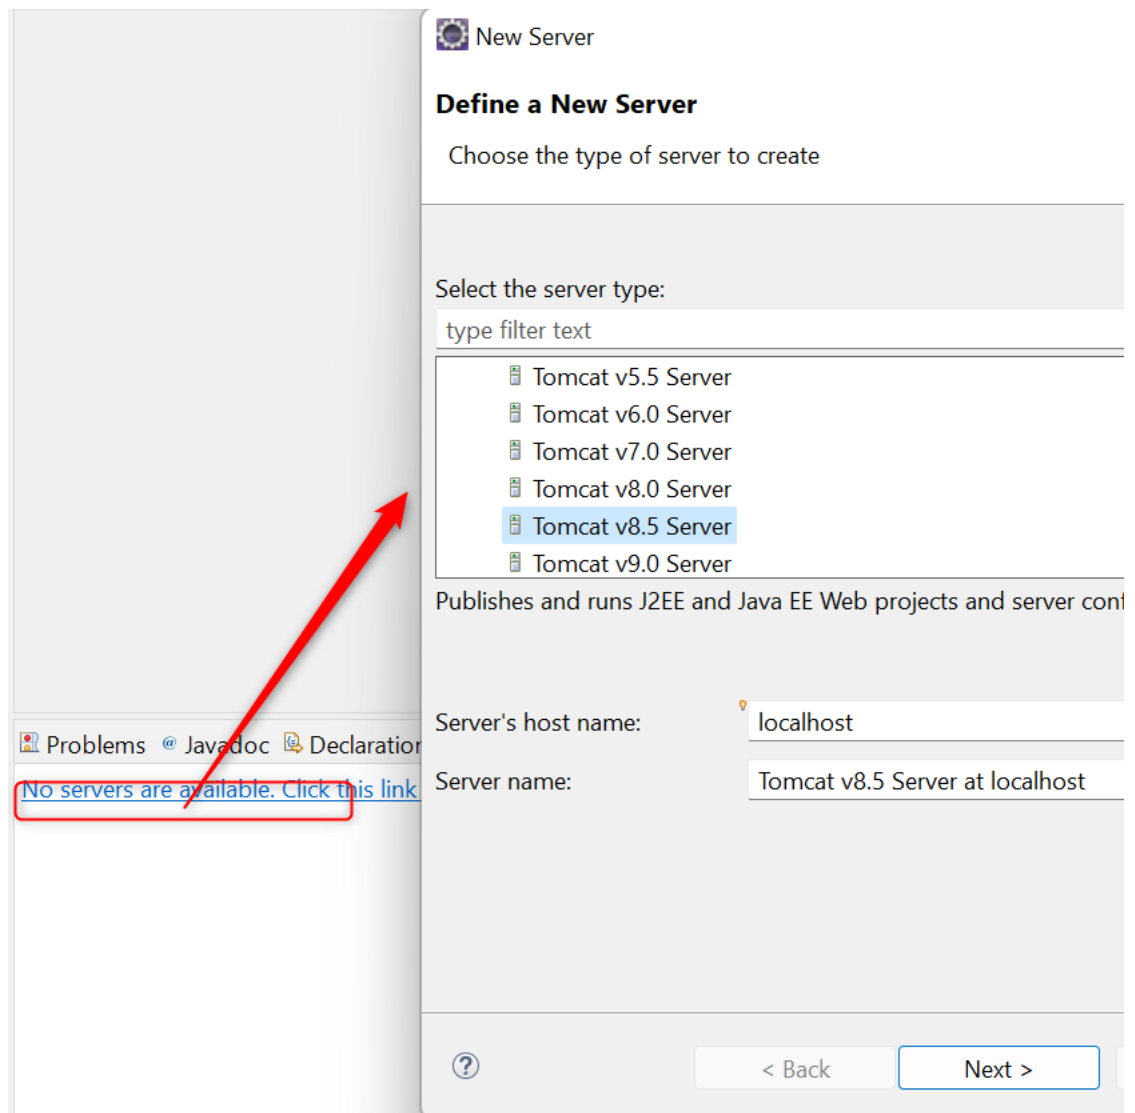 New Server
Define a New Server
Choose the type of server to create
Select the server type:
type filter text
Tomcat v5.5 Server
Tomcat v6.0 Server
Tomcat v7.0 Server
Tomcat v8.0 Server
Tomcat v8.5 Server
Tomcat v9.0 Server
Publishes and runs J2EE and Java EE Web projects and server conf
Server's host name: localhost
Server name: Tomcat v8.5 Server at localhost
Problems @ Javadoc Declaration
No servers are available. Click this link
? < Back Next >